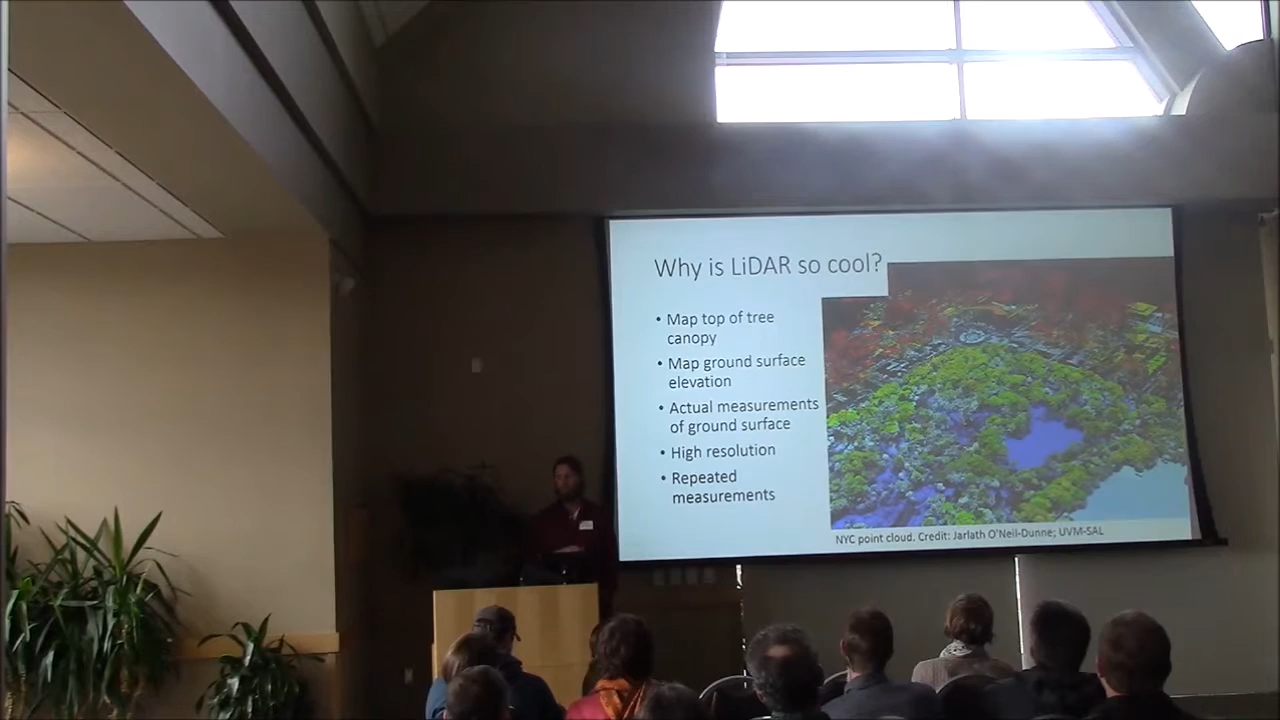 Why is LiDAR so cool?
• Map top of tree
canopy
• Map ground surface
elevation
• Actual measurements
of ground surface
• High resolution
• Repeated
measurements
NYC point cloud. Credit: Jarlath O'Neil-Dunne; UVM-SAL